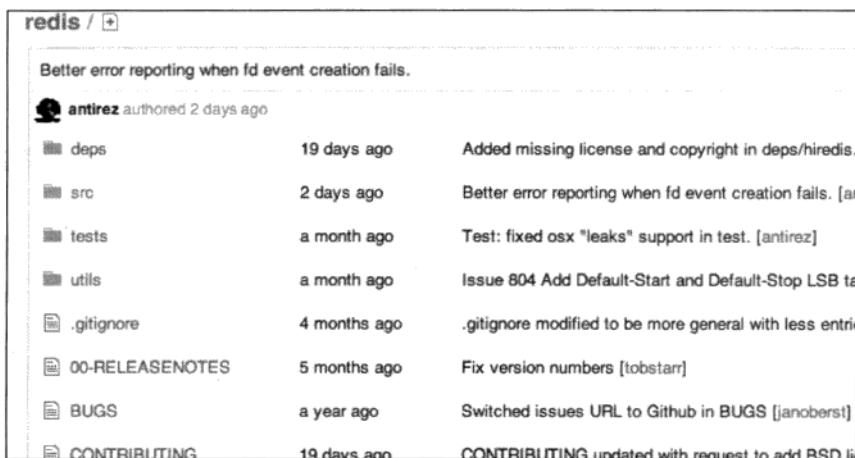 redis /
Better error reporting when fd event creation fails.
antirez authored 2 days ago
deps 19 days ago Added missing license and copyright in deps/hiredis.
src 2 days ago Better error reporting when fd event creation fails.
tests a month ago Test: fixed osx "leaks" support in test. [antirez]
utils a month ago Issue 804 Add Default-Start and Default-Stop LSB
.gitignore 4 months ago .gitignore modified to be more general with less
00-RELEASENOTES 5 months ago Fix version numbers [tobstarr]
BUGS a year ago Switched issues URL to Github in BUGS [janoberst]
CONTRIBUTING 19 days ago CONTRIBUTING updated with request to add BSD